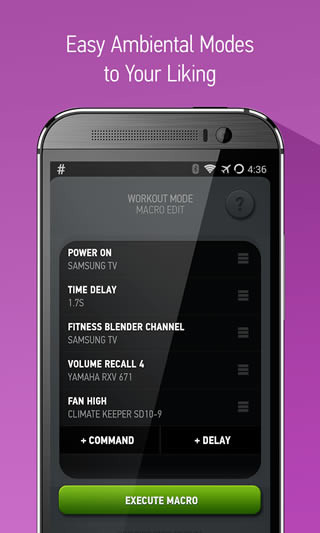 Easy Ambiental Modes
to Your Liking
# 4:36
WORKOUT MODE
MACRO EDIT
?
POWER ON
SAMSUNG TV
TIME DELAY
1.7S
FITNESS BLENDER CHANNEL
SAMSUNG TV
VOLUME RECALL 4
YAMAHA RXV 671
FAN HIGH
CLIMATE KEEPER SD10-9
+ COMMAND + DELAY
EXECUTE MACRO